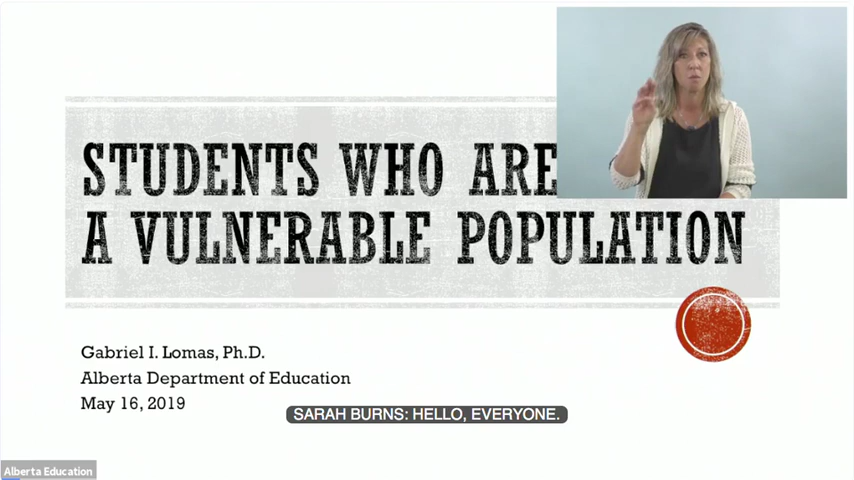 STUDENTS WHO ARE
A VULNERABLE POPULATION
Gabriel I. Lomas, Ph.D.
Alberta Department of Education
May 16, 2019
SARAH BURNS: HELLO, EVERYONE.
Alberta Education